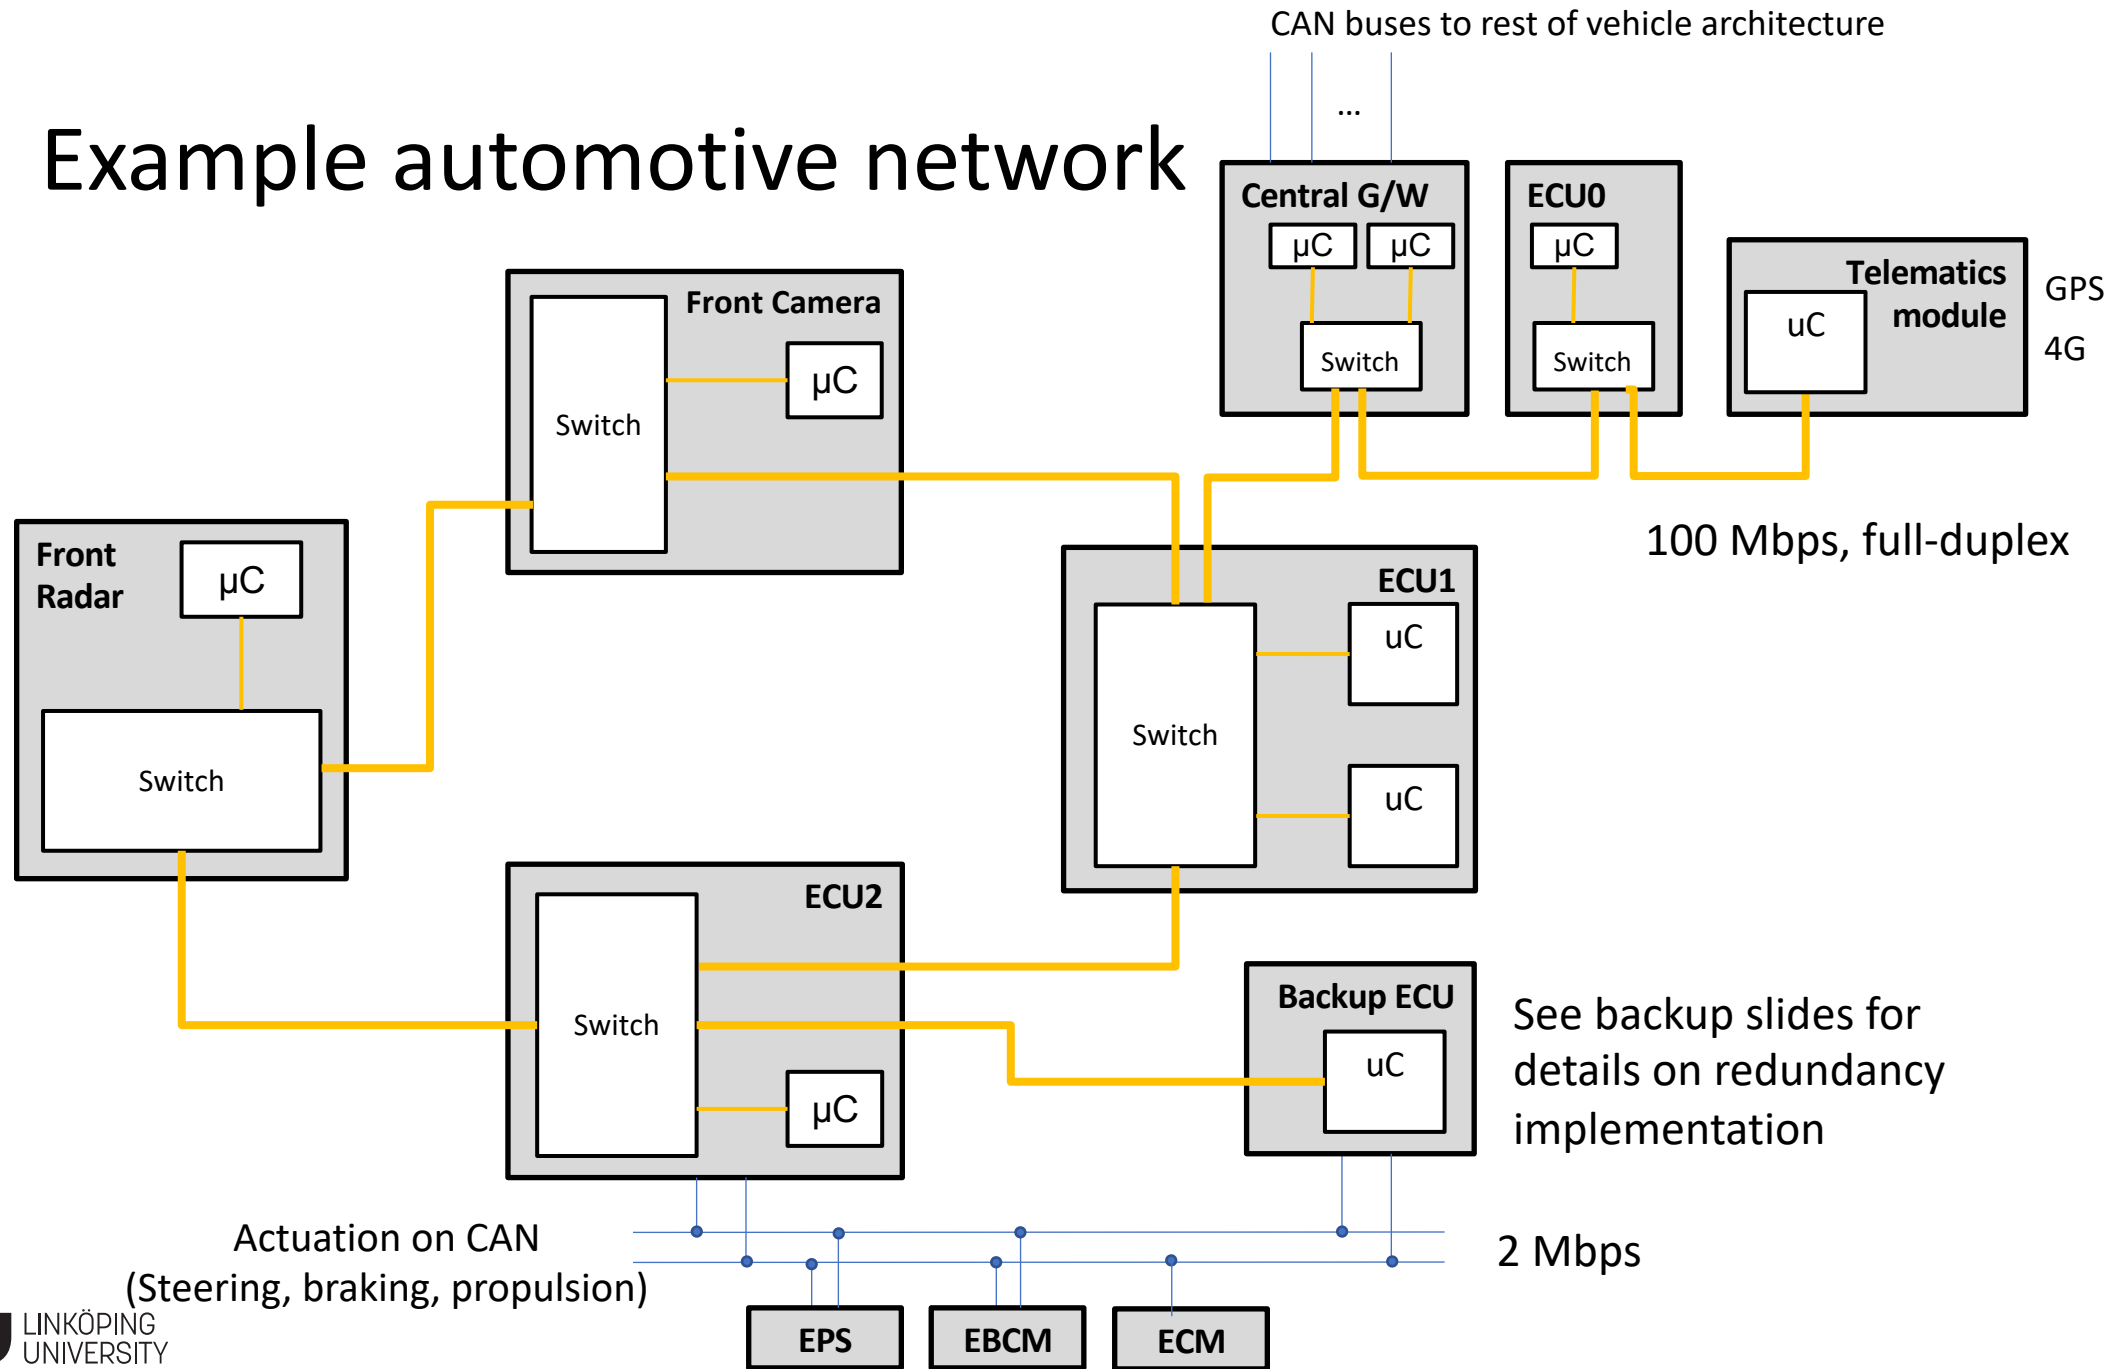 CAN buses to rest of vehicle architecture
...
Example automotive network
Central G/W
µC
µC
Switch
ECU0
µC
Switch
Telematics
module
uC
GPS
4G
Front Camera
Switch
µC
100 Mbps, full-duplex
Front
Radar
µC
Switch
ECU1
uC
Switch
uC
ECU2
Switch
µC
Backup ECU
uC
See backup slides for
details on redundancy
implementation
Actuation on CAN
(Steering, braking, propulsion)
2 Mbps
EPS
EBCM
ECM
LINKÖPING
UNIVERSITY